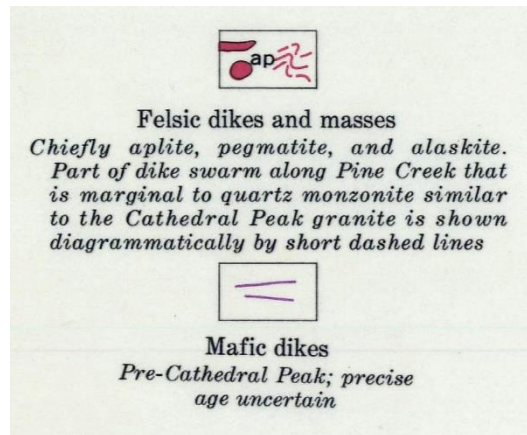 ap
Felsic dikes and masses
Chiefly aplite, pegmatite, and alaskite.
Part of dike swarm along Pine Creek that
is marginal to quartz monzonite similar
to the Cathedral Peak granite is shown
diagrammatically by short dashed lines
Mafic dikes
Pre-Cathedral Peak; precise
age uncertain